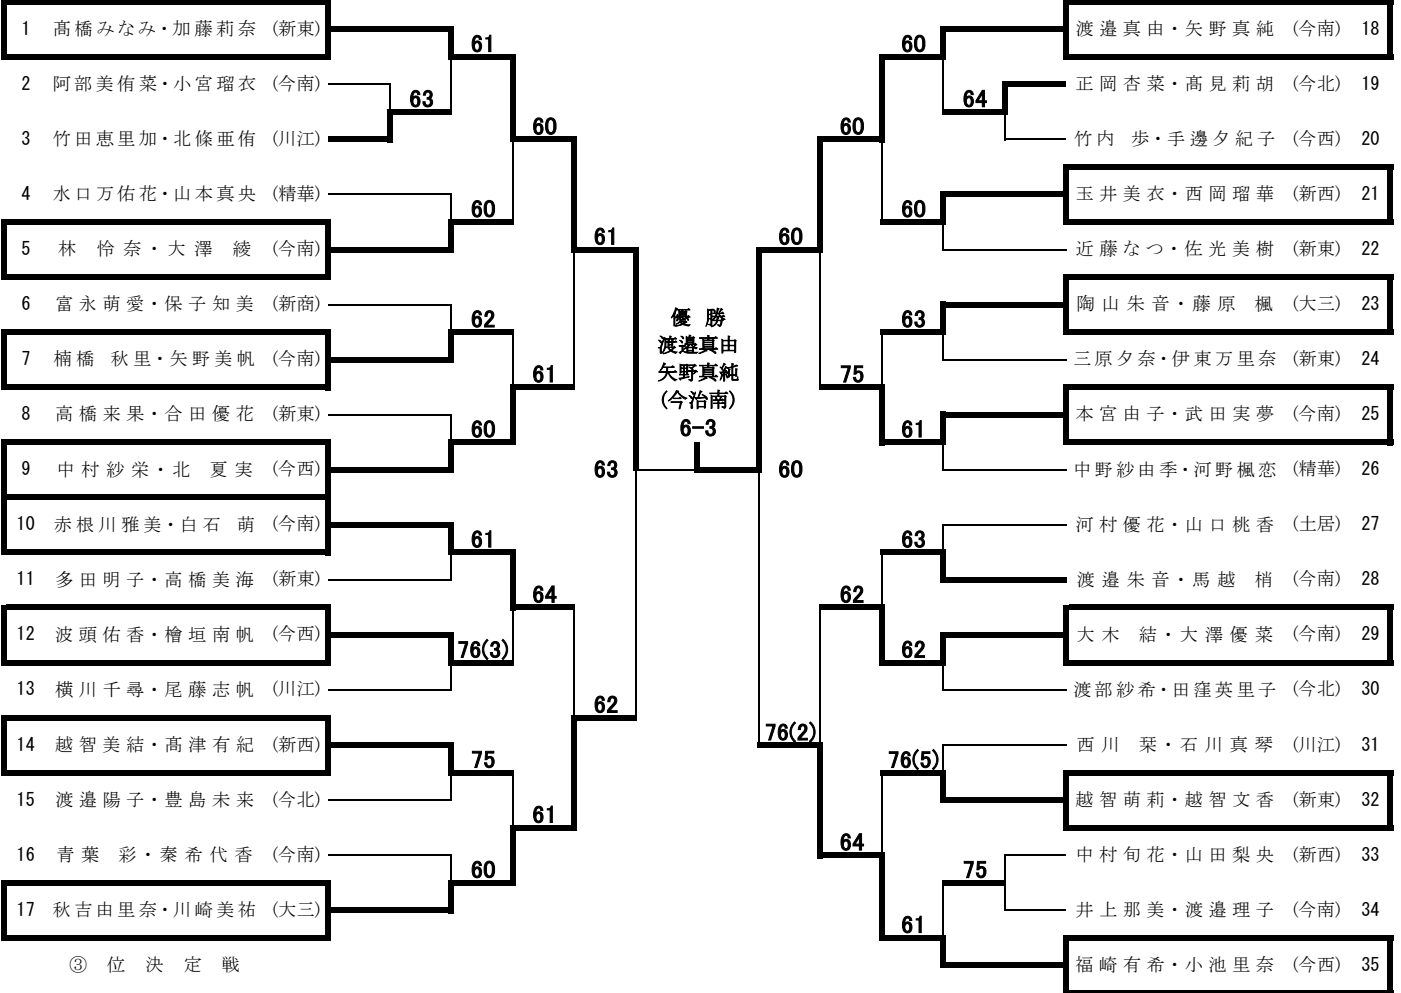 1 髙橋みなみ・加藤莉奈 (新東)
2 阿部美侑菜・小宮瑠衣 (今南)
3 竹田恵里加・北條亜侑 (川江)
4 水口万佑花・山本真央 (精華)
5 林 怜奈・大澤 綾 (今南)
6 富永萌愛・保子知美 (新商)
7 楠橋 秋里・矢野美帆 (今南)
8 高橋来果・合田優花 (新東)
9 中村紗栄・北 夏実 (今西)
10 赤根川雅美・白石 萌 (今南)
11 多田明子・高橋美海 (新東)
12 波頭佑香・檜垣南帆 (今西)
13 横川千尋・尾藤志帆 (川江)
14 越智美結・髙津有紀 (新西)
15 渡邉陽子・豊島未来 (今北)
16 青葉 彩・秦希代香 (今南)
17 秋吉由里奈・川崎美祐 (大三)
③ 位 決 定 戦
61
63
60
62
60
61
76(3)
75
60
60
61
64
61
61
62
63
優 勝
渡邉真由
矢野真純
(今治南)
6-3
60
60
76(2)
60
75
62
64
60
60
63
61
63
62
76(5)
61
64
75
渡邉真由・矢野真純 (今南) 18
正岡杏菜・髙見莉胡 (今北) 19
竹内 歩・手邊夕紀子 (今西) 20
玉井美衣・西岡瑠華 (新西) 21
近藤なつ・佐光美樹 (新東) 22
陶山朱音・藤原 楓 (大三) 23
三原夕奈・伊東万里奈 (新東) 24
本宮由子・武田実夢 (今南) 25
中野紗由季・河野楓恋 (精華) 26
河村優花・山口桃香 (土居) 27
渡邉朱音・馬越 梢 (今南) 28
大木 結・大澤優菜 (今南) 29
渡部紗希・田窪英里子 (今北) 30
西川 栞・石川真琴 (川江) 31
越智萌莉・越智文香 (新東) 32
中村旬花・山田梨央 (新西) 33
井上那美・渡邉理子 (今南) 34
福崎有希・小池里奈 (今西) 35